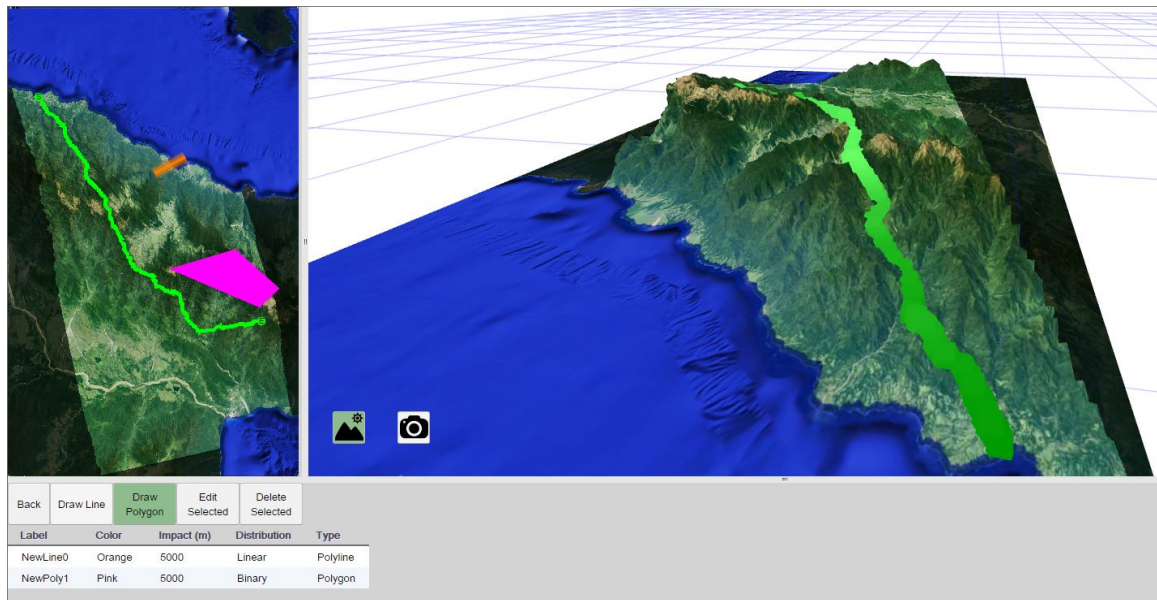 Back
Draw Line
Draw
Polygon
Edit
Selected
Delete
Selected
Label Color Impact (m) Distribution Type
NewLine0 Orange 5000 Linear Polyline
NewPoly1 Pink 5000 Binary Polygon